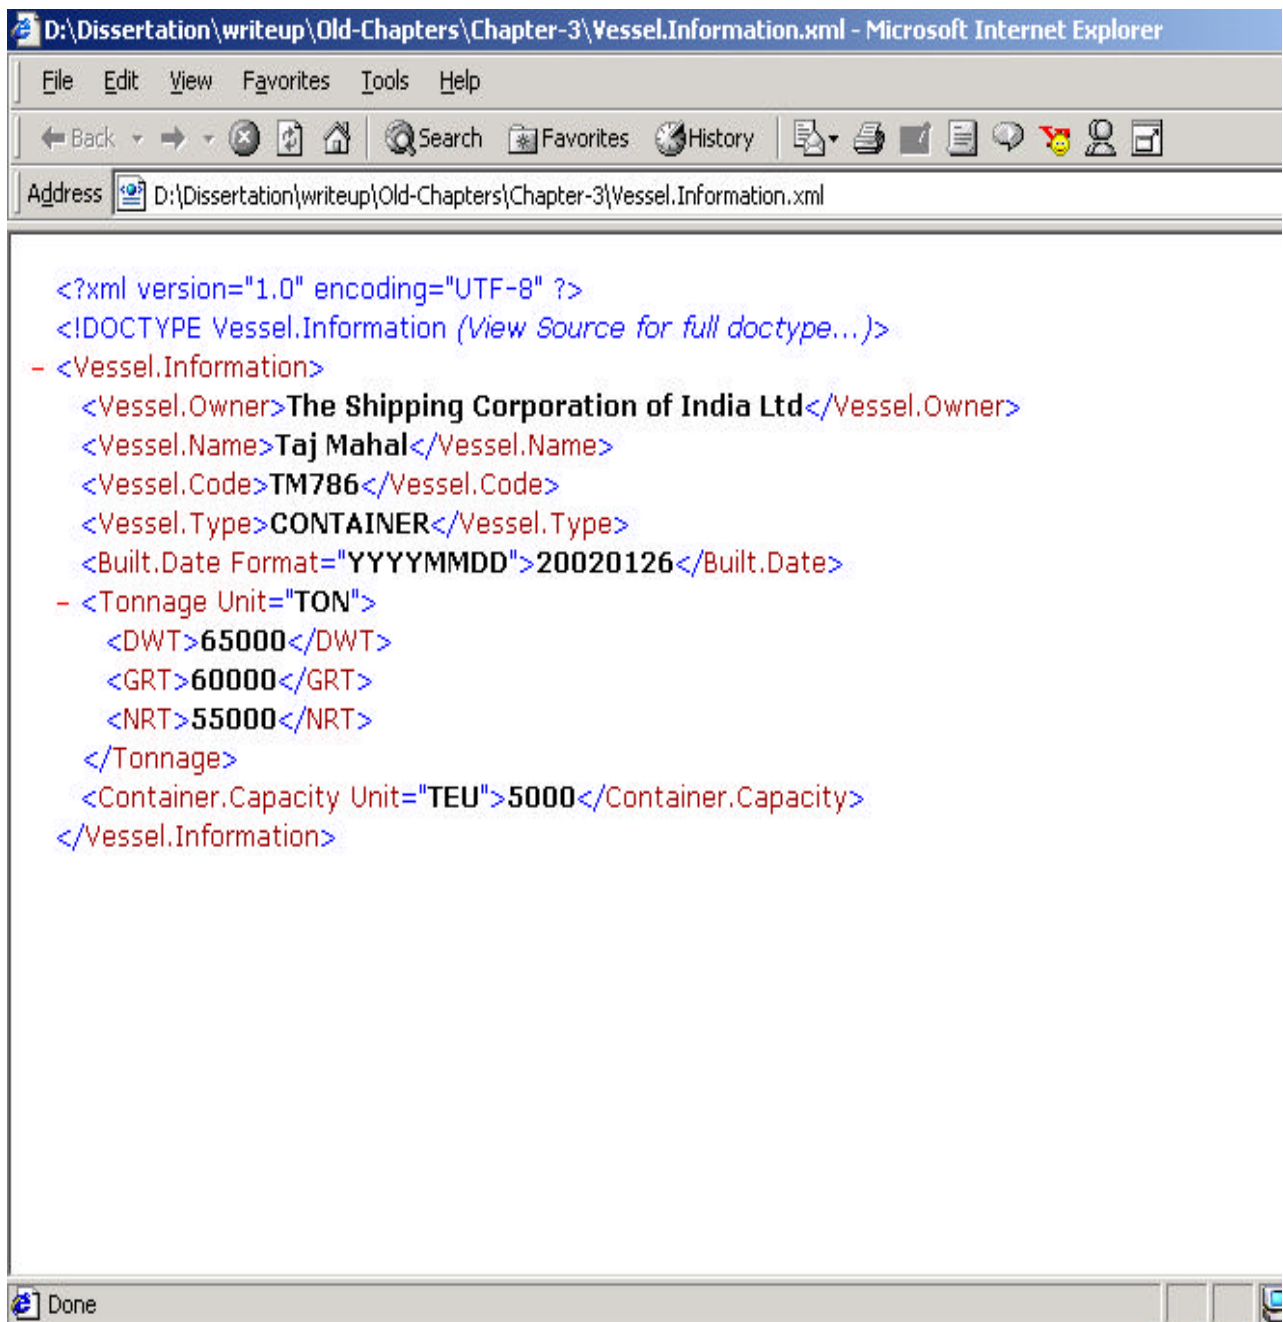 D:\Dissertation\writeup\Old-Chapters\Chapter-3\Vessel.Information.xml - Microsoft Internet Explorer
File Edit View Favorites Tools Help
Back Search Favorites History
Address D:\Dissertation\writeup\Old-Chapters\Chapter-3\Vessel.Information.xml
<?xml version="1.0" encoding="UTF-8" ?>
<!DOCTYPE Vessel.Information (View Source for full doctype...)>
- <Vessel.Information>
<Vessel.Owner>The Shipping Corporation of India Ltd</Vessel.Owner>
<Vessel.Name>Taj Mahal</Vessel.Name>
<Vessel.Code>TM786</Vessel.Code>
<Vessel.Type>CONTAINER</Vessel.Type>
<Built.Date Format="YYYYMMDD">20020126</Built.Date>
- <Tonnage Unit="TON">
<DWT>65000</DWT>
<GRT>60000</GRT>
<NRT>55000</NRT>
</Tonnage>
<Container.Capacity Unit="TEU">5000</Container.Capacity>
</Vessel.Information>
Done